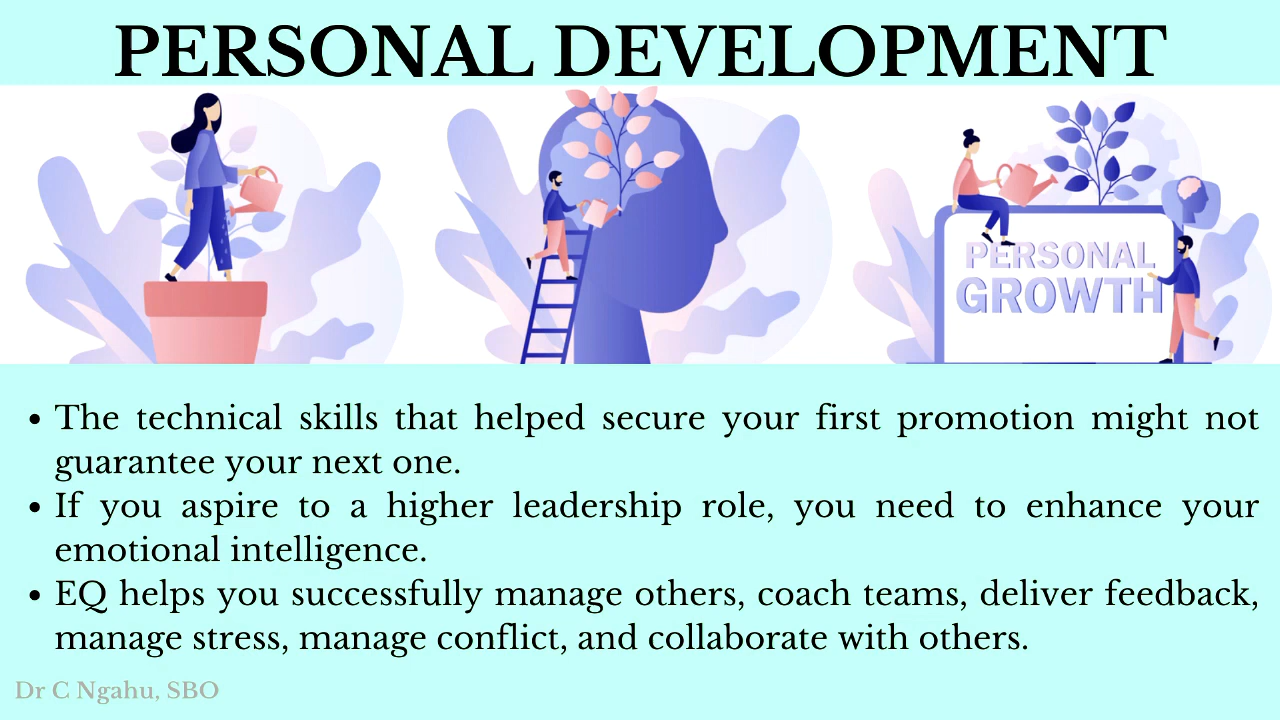 PERSONAL DEVELOPMENT
PERSONAL
GROWTH
• The technical skills that helped secure your first promotion might not
guarantee your next one.
• If you aspire to a higher leadership role, you need to enhance your
emotional intelligence.
• EQ helps you successfully manage others, coach teams, deliver feedback,
manage stress, manage conflict, and collaborate with others.
Dr C Ngahu, SBO